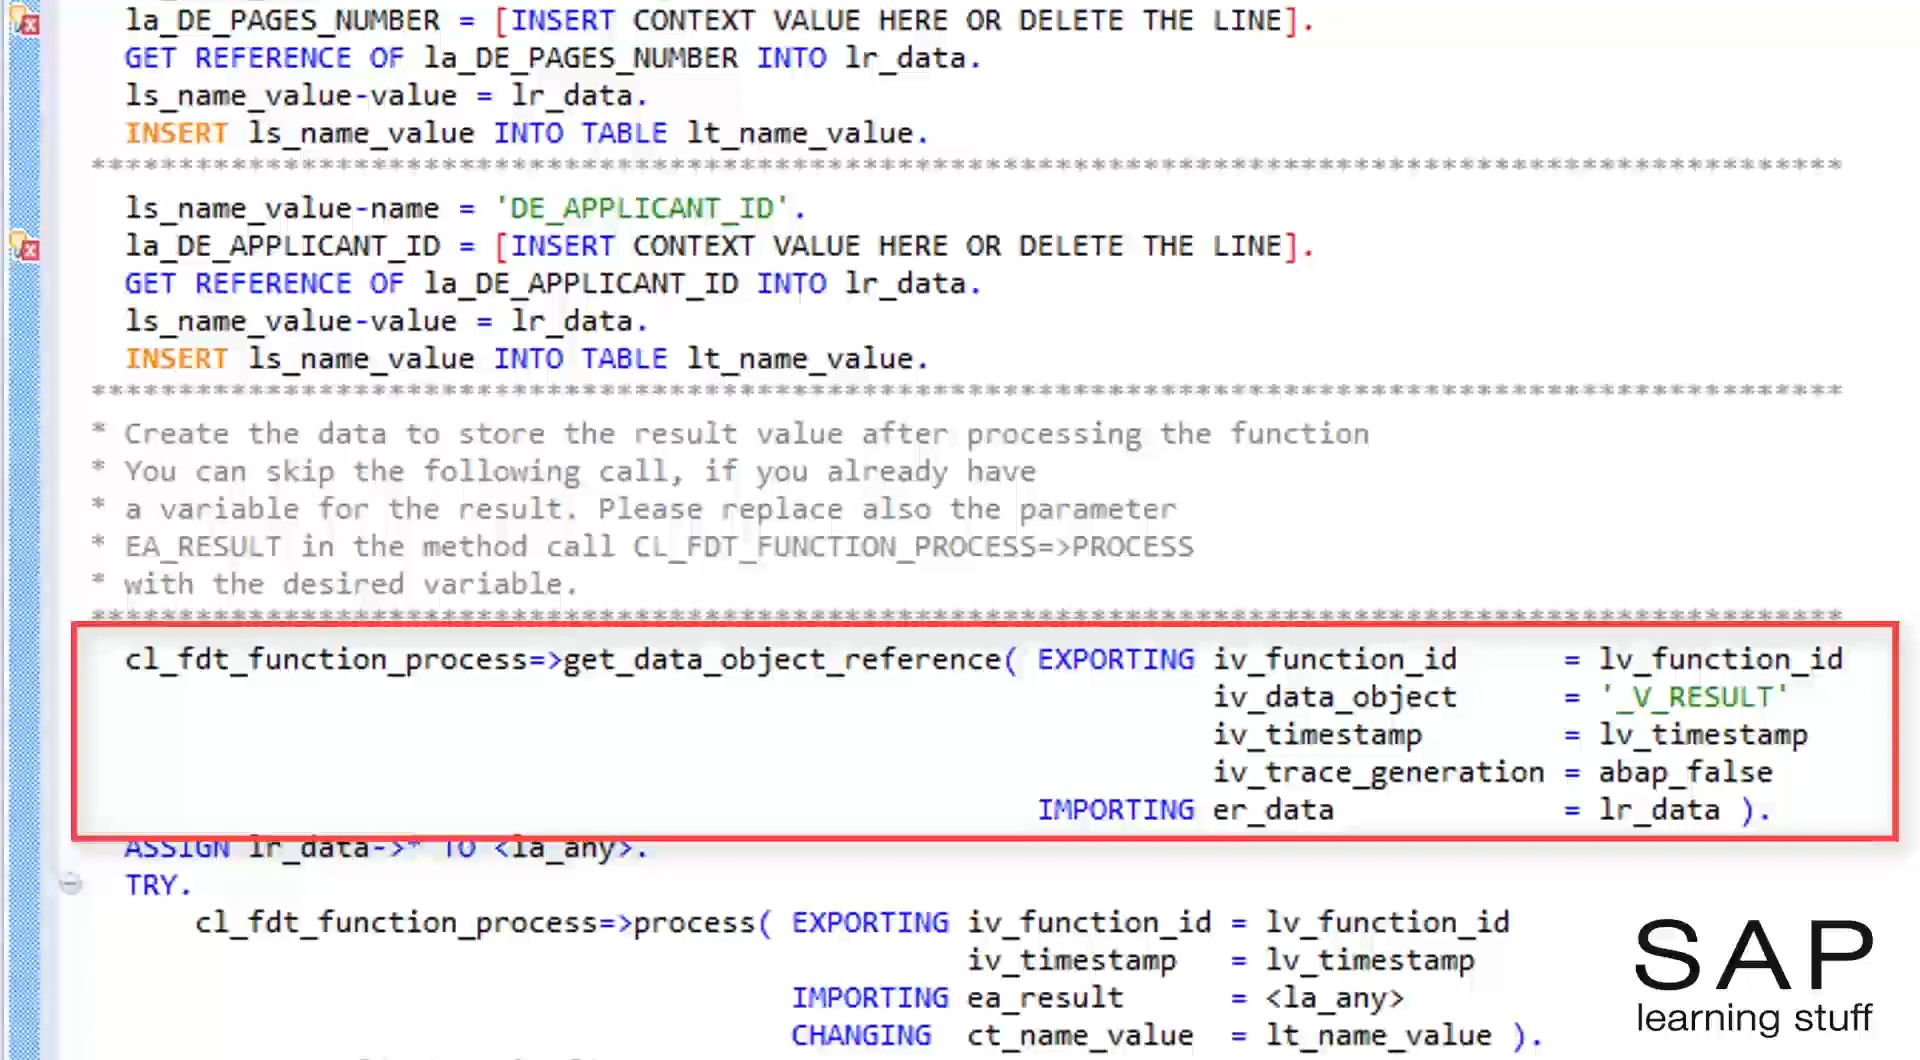 la_DE_PAGES_NUMBER = [INSERT CONTEXT VALUE HERE OR DELETE THE LINE].
GET REFERENCE OF la_DE_PAGES_NUMBER INTO lr_data.
ls_name_value-value = lr_data.
INSERT ls_name_value INTO TABLE lt_name_value.
****************************************************************************************************
ls_name_value-name = 'DE_APPLICANT_ID'.
la_DE_APPLICANT_ID = [INSERT CONTEXT VALUE HERE OR DELETE THE LINE].
GET REFERENCE OF la_DE_APPLICANT_ID INTO lr_data.
ls_name_value-value = lr_data.
INSERT ls_name_value INTO TABLE lt_name_value.
****************************************************************************************************
* Create the data to store the result value after processing the function
* You can skip the following call, if you already have
* a variable for the result. Please replace also the parameter
* EA_RESULT in the method call CL_FDT_FUNCTION_PROCESS=>PROCESS
* with the desired variable.
****************************************************************************************************
cl_fdt_function_process=>get_data_object_reference( EXPORTING iv_function_id = lv_function_id
iv_data_object = '_V_RESULT'
iv_timestamp = lv_timestamp
iv_trace_generation = abap_false
IMPORTING er_data = lr_data ).
ASSIGN lr_data->* TO <la_any>.
TRY.
cl_fdt_function_process=>process( EXPORTING iv_function_id = lv_function_id
iv_timestamp = lv_timestamp
IMPORTING ea_result = <la_any>
CHANGING ct_name_value = lt_name_value ).
SAP
learning stuff